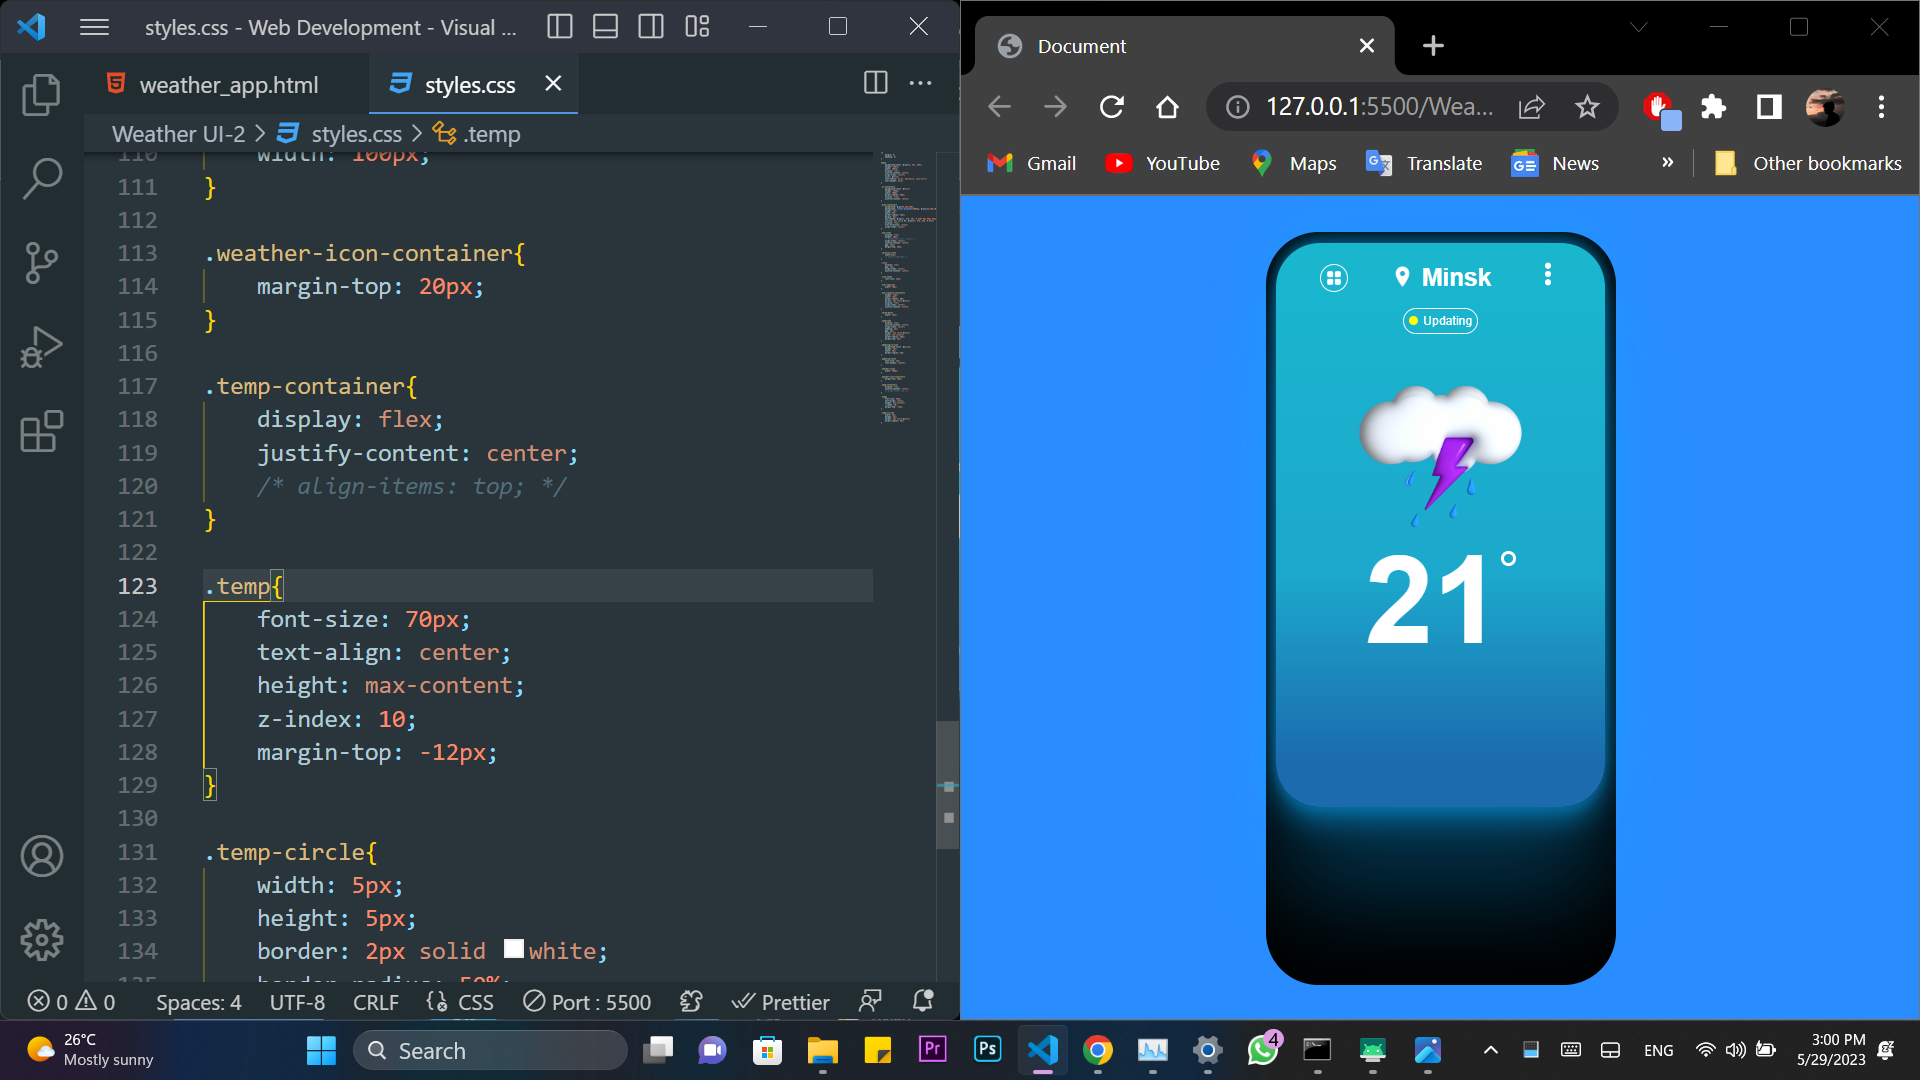 styles.css - Web Development - Visual ...
weather_app.html
styles.css
Weather UI-2 > styles.css > .temp
110 width: 100px;
111 }
112
113 .weather-icon-container{
114 margin-top: 20px;
115 }
116
117 .temp-container{
118 display: flex;
119 justify-content: center;
120 /* align-items: top; */
121 }
122
123 .temp{
124 font-size: 70px;
125 text-align: center;
126 height: max-content;
127 z-index: 10;
128 margin-top: -12px;
129 }
130
131 .temp-circle{
132 width: 5px;
133 height: 5px;
134 border: 2px solid white;
135 border-radius: 50%;
0 0 Spaces: 4 UTF-8 CRLF CSS Port : 5500 Prettier
Document
127.0.0.1:5500/Wea...
Gmail YouTube Maps Translate News » Other bookmarks
Minsk
Updating
21°
26°C
Mostly sunny
Search
Pr
Ps
4
ENG
3:00 PM
5/29/2023